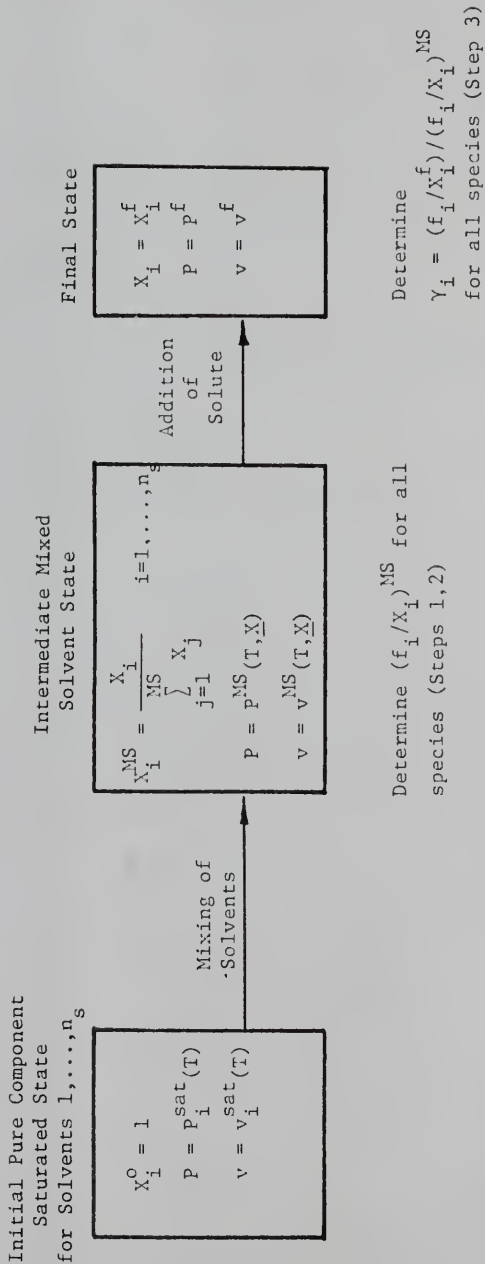 Initial Pure Component
Saturated State
for Solvents 1,...,n_s
X_i^o = 1
P = P_i^sat(T)
v = v_i^sat(T)
Mixing of
Solvents
Intermediate Mixed
Solvent State
X_i^MS = X_i / MS Σ j=1 X_j i=1,...,n_s
P = P^MS(T,X)
v = v^MS(T,X)
Determine (f_i/X_i)^MS for all
species (Steps 1,2)
Addition
of
Solute
Final State
X_i = X_i^f
P = P^f
v = v^f
Determine
γ_i = (f_i/X_i^f)/(f_i/X_i)^MS
for all species (Step 3)